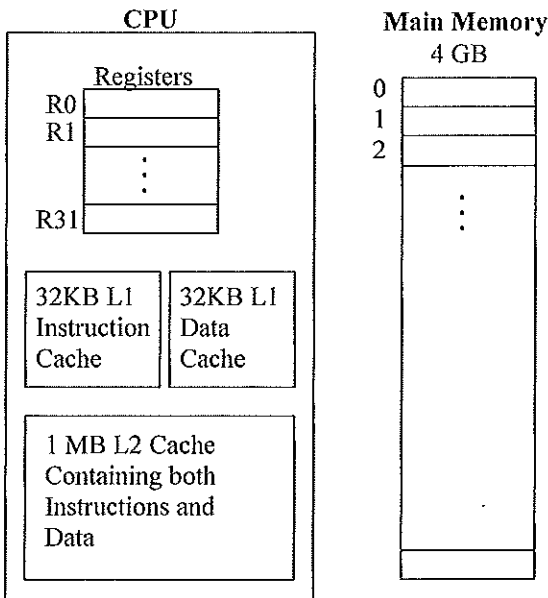 CPU
Registers
R0
R1
R31
32KB L1
Instruction
Cache
32KB L1
Data
Cache
1 MB L2 Cache
Containing both
Instructions and
Data
Main Memory
4 GB
0
1
2